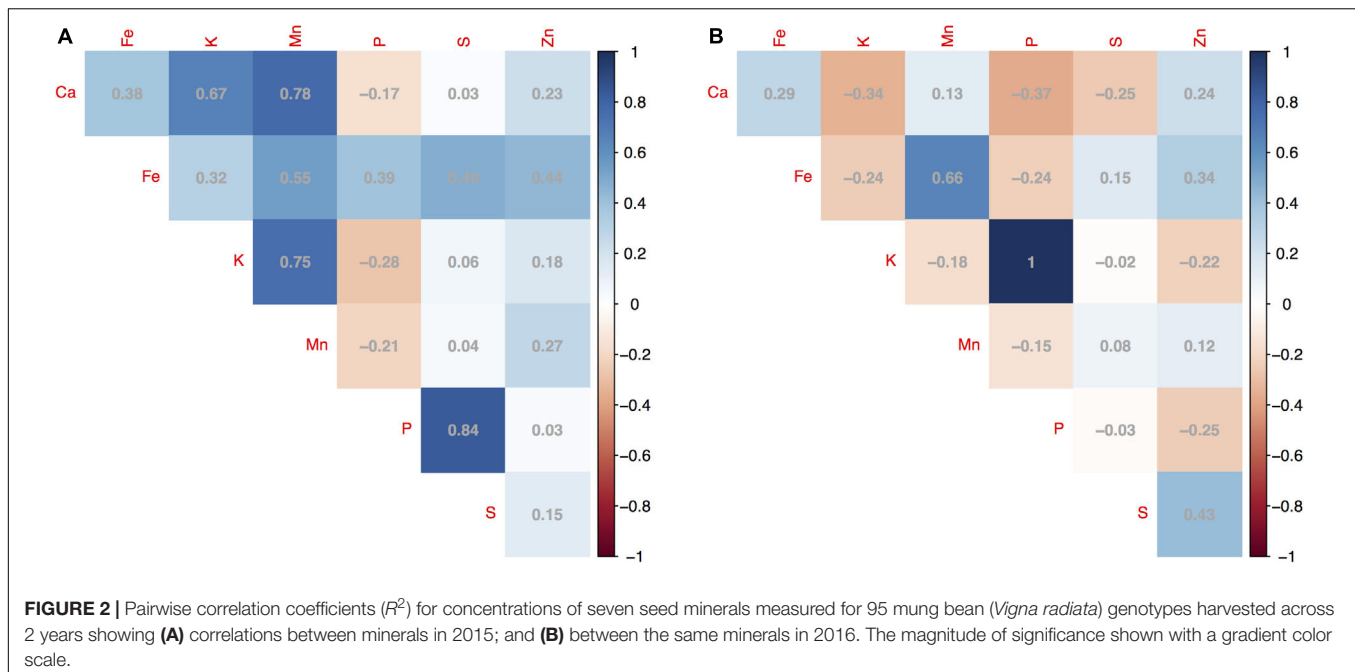 A
Fe K Mn P S Zn
Ca 0.38 0.67 0.78 −0.17 0.03 0.23
Fe 0.32 0.55 0.39 0.44
K 0.75 −0.28 0.06 0.18
Mn −0.21 0.04 0.27
P 0.84 0.03
S 0.15
1
0.8
0.6
0.4
0.2
0
−0.2
−0.4
−0.6
−0.8
−1
B
Fe K Mn P S Zn
Ca 0.29 −0.34 0.13 −0.37 −0.25 0.24
Fe −0.24 0.66 −0.24 0.15 0.34
K −0.18 1 −0.02 −0.22
Mn −0.15 0.08 0.12
P −0.03 −0.25
S 0.43
1
0.8
0.6
0.4
0.2
0
−0.2
−0.4
−0.6
−0.8
−1
FIGURE 2 | Pairwise correlation coefficients (R²) for concentrations of seven seed minerals measured for 95 mung bean (Vigna radiata) genotypes harvested across
2 years showing (A) correlations between minerals in 2015; and (B) between the same minerals in 2016. The magnitude of significance shown with a gradient color
scale.